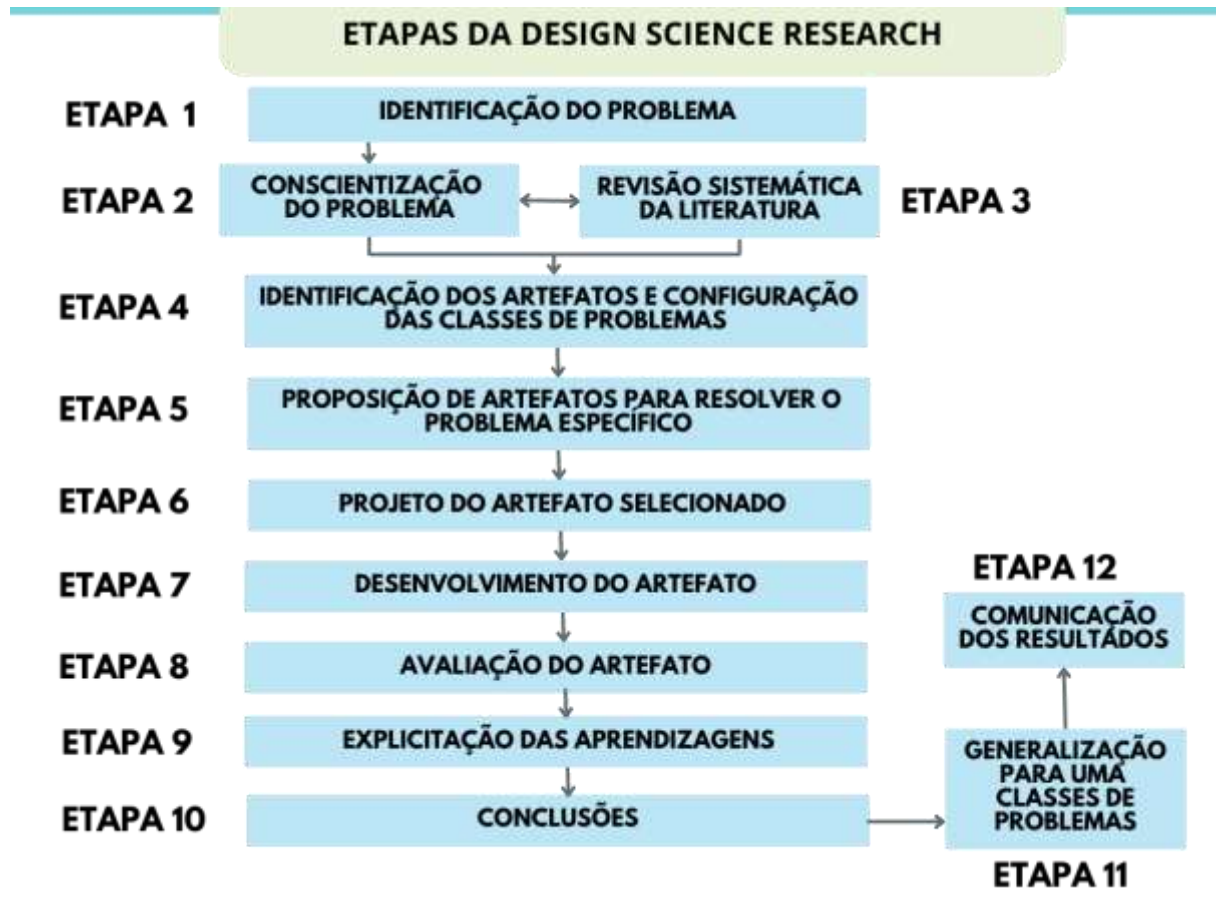 ETAPAS DA DESIGN SCIENCE RESEARCH
ETAPA 1
IDENTIFICAÇÃO DO PROBLEMA
ETAPA 2
CONSCIENTIZAÇÃO
DO PROBLEMA
REVISÃO SISTEMÁTICA
DA LITERATURA
ETAPA 3
ETAPA 4
IDENTIFICAÇÃO DOS ARTEFATOS E CONFIGURAÇÃO
DAS CLASSES DE PROBLEMAS
ETAPA 5
PROPOSIÇÃO DE ARTEFATOS PARA RESOLVER O
PROBLEMA ESPECÍFICO
ETAPA 6
PROJETO DO ARTEFATO SELECIONADO
ETAPA 7
DESENVOLVIMENTO DO ARTEFATO
ETAPA 8
AVALIAÇÃO DO ARTEFATO
ETAPA 9
EXPLICITAÇÃO DAS APRENDIZAGENS
ETAPA 10
CONCLUSÕES
GENERALIZAÇÃO
PARA UMA
CLASSES DE
PROBLEMAS
ETAPA 11
ETAPA 12
COMUNICAÇÃO
DOS RESULTÁDOS